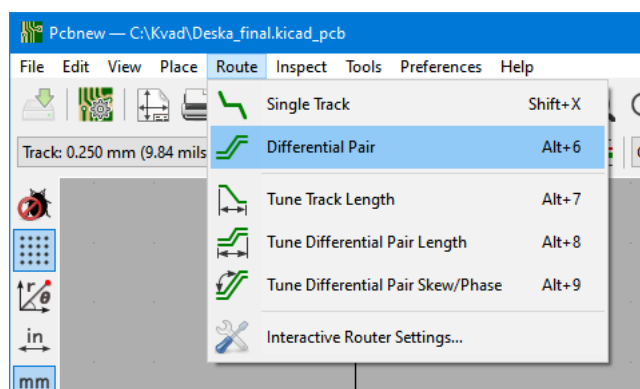 Pcbnew — C:\Kvad\Deska_final.kicad_pcb
File Edit View Place Route Inspect Tools Preferences Help
Single Track Shift+X
Track: 0.250 mm (9.84 mils
Differential Pair Alt+6
Tune Track Length Alt+7
Tune Differential Pair Length Alt+8
Tune Differential Pair Skew/Phase Alt+9
Interactive Router Settings...
r θ
in
mm